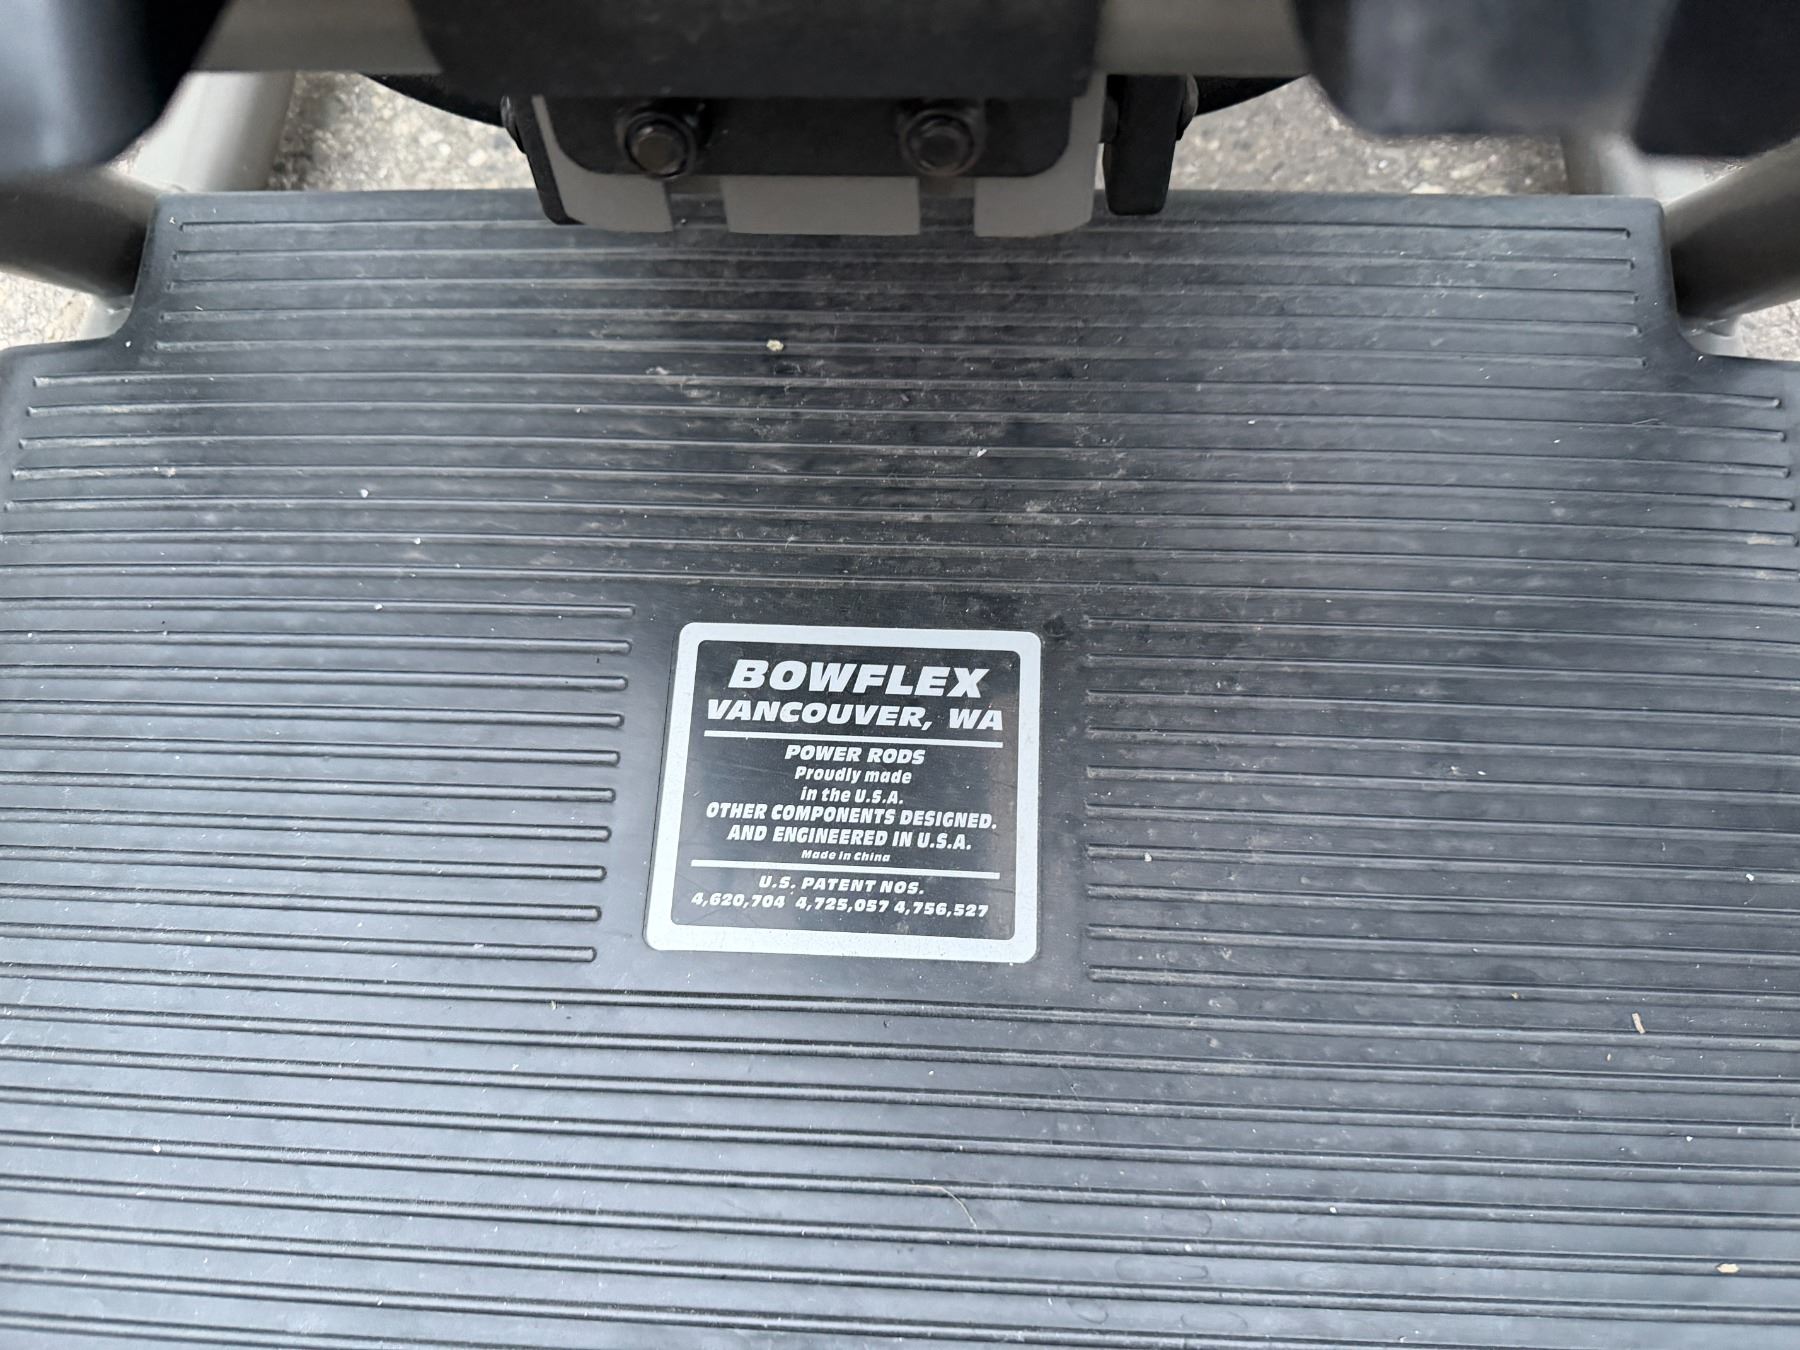 BOWFLEX
VANCOUVER, WA
POWER RODS
Proudly made
in the U.S.A.
OTHER COMPONENTS DESIGNED.
AND ENGINEERED IN U.S.A.
Made in China
U.S. PATENT NOS.
4,620,704 4,725,057 4,756,527